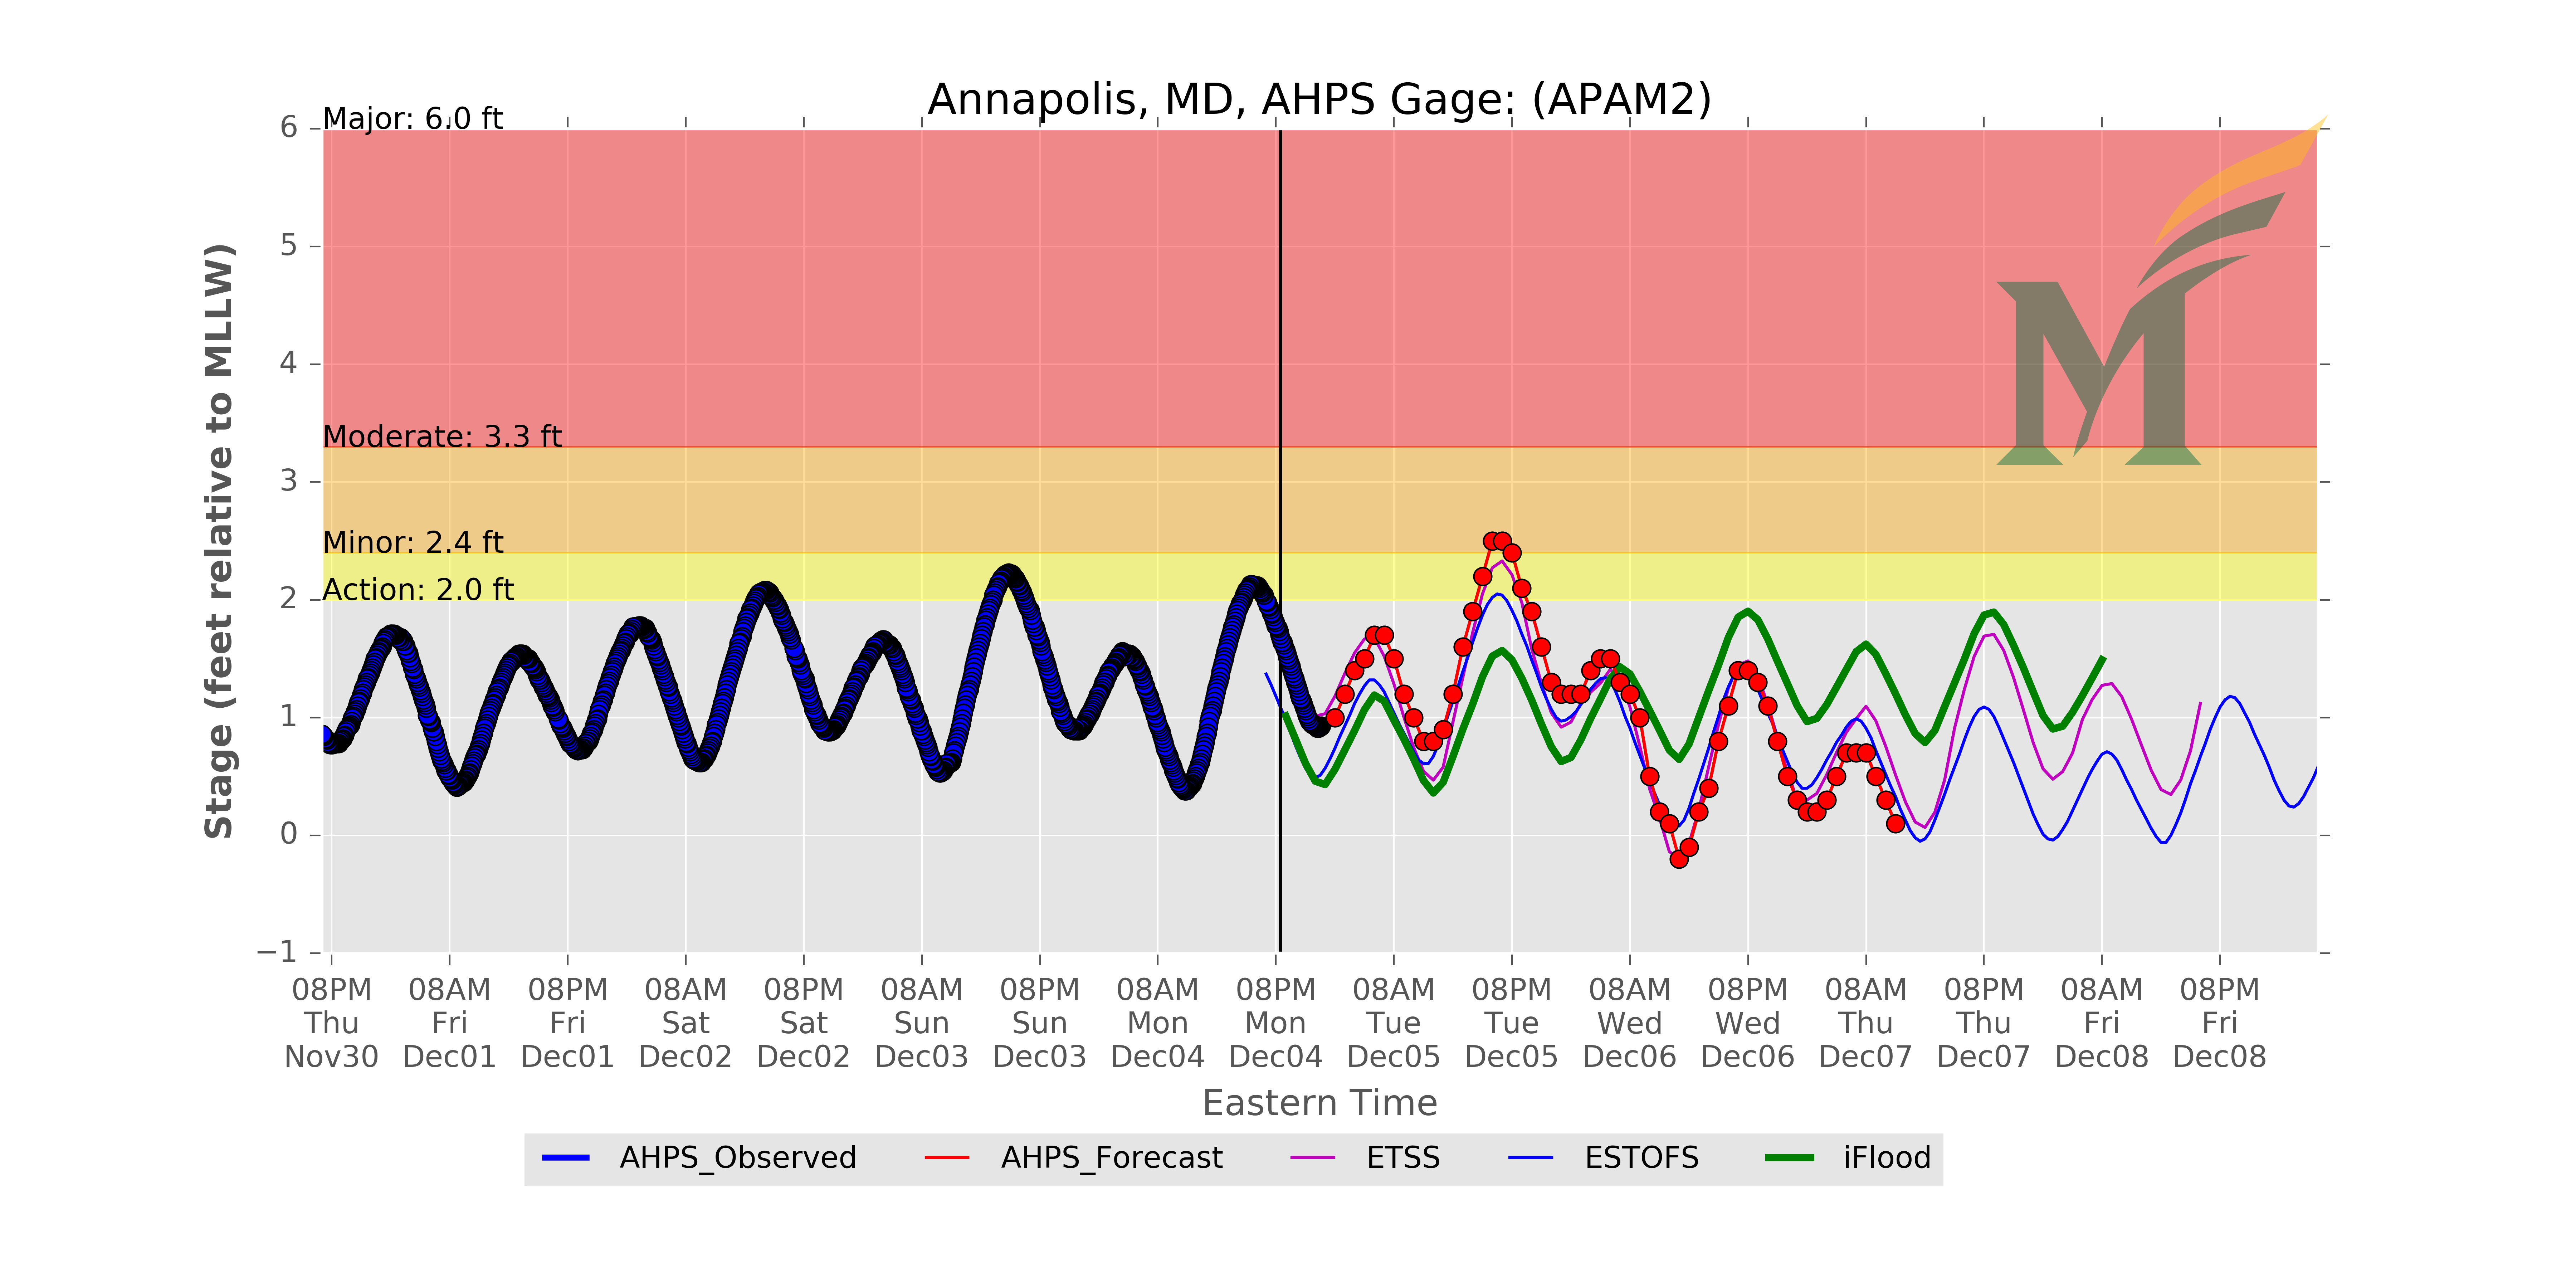 Annapolis, MD, AHPS Gage: (APAM2)
6
Major: 6.0 ft
5
4
Moderate: 3.3 ft
3
Minor: 2.4 ft
Action: 2.0 ft
2
1
0
−1
Stage (feet relative to MLLW)
08PM 08AM 08PM 08AM 08PM 08AM 08PM 08AM 08PM 08AM 08PM 08AM 08PM 08AM 08PM 08AM 08PM
Thu Fri Fri Sat Sat Sun Sun Mon Mon Tue Tue Wed Wed Thu Thu Fri Fri
Nov30 Dec01 Dec01 Dec02 Dec02 Dec03 Dec03 Dec04 Dec04 Dec05 Dec05 Dec06 Dec06 Dec07 Dec07 Dec08 Dec08
Eastern Time
AHPS_Observed AHPS_Forecast ETSS ESTOFS iFlood
M